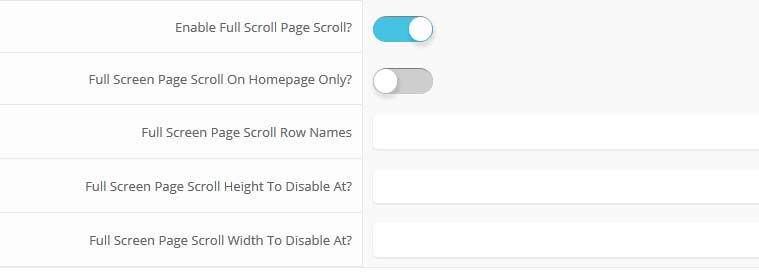 Enable Full Scroll Page Scroll?
Full Screen Page Scroll On Homepage Only?
Full Screen Page Scroll Row Names
Full Screen Page Scroll Height To Disable At?
Full Screen Page Scroll Width To Disable At?